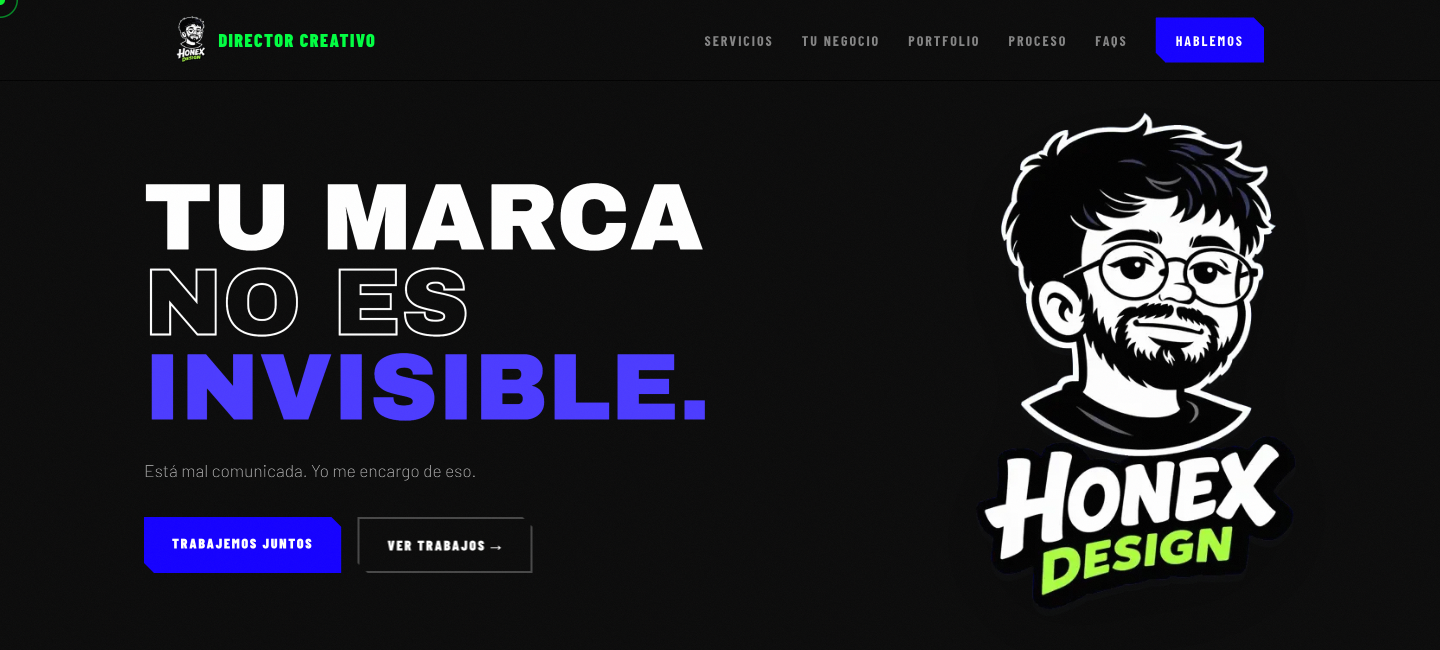 HONEX
DESIGN
DIRECTOR CREATIVO
SERVICIOS
TU NEGOCIO
PORTFOLIO
PROCESO
FAQS
HABLEMOS
TU MARCA
NO ES
INVISIBLE.
Está mal comunicada. Yo me encargo de eso.
TRABAJEMOS JUNTOS
VER TRABAJOS →
HONEX
DESIGN